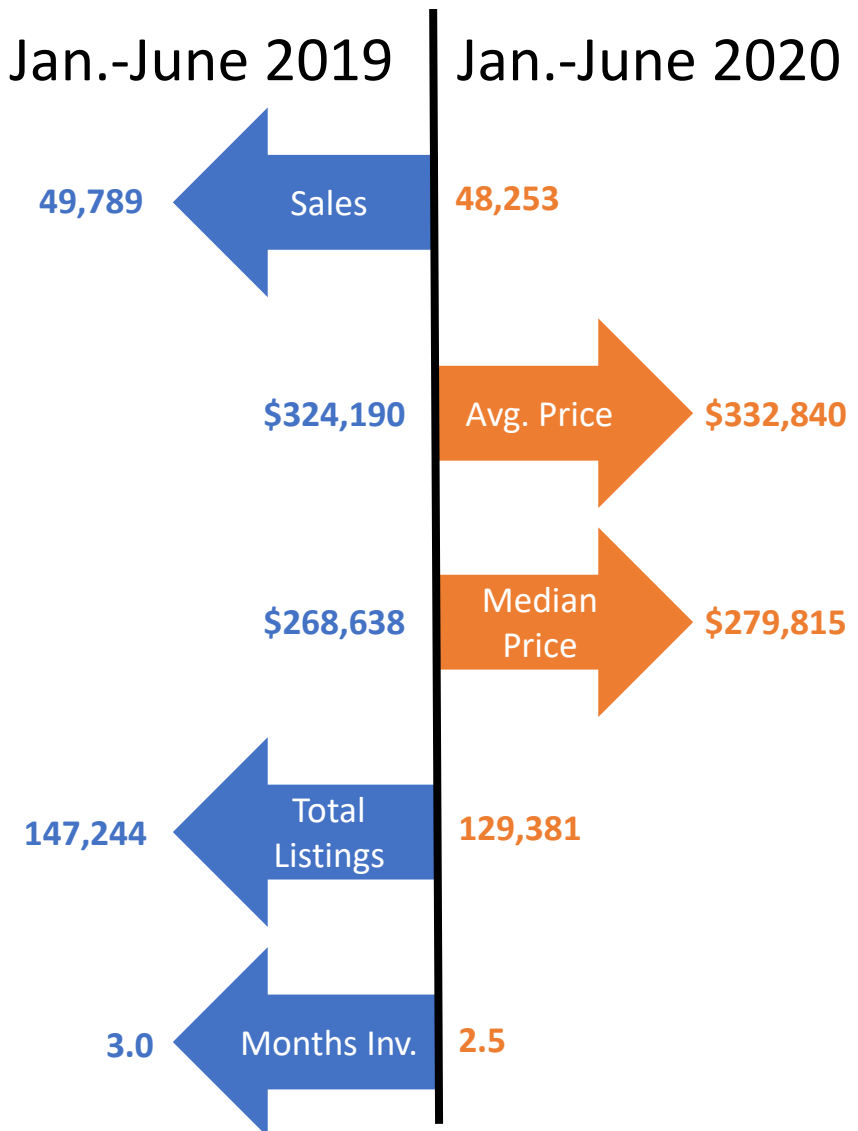 Jan.-June 2019 Jan.-June 2020
49,789 Sales 48,253
$324,190 Avg. Price $332,840
$268,638 Median Price $279,815
147,244 Total Listings 129,381
3.0 Months Inv. 2.5